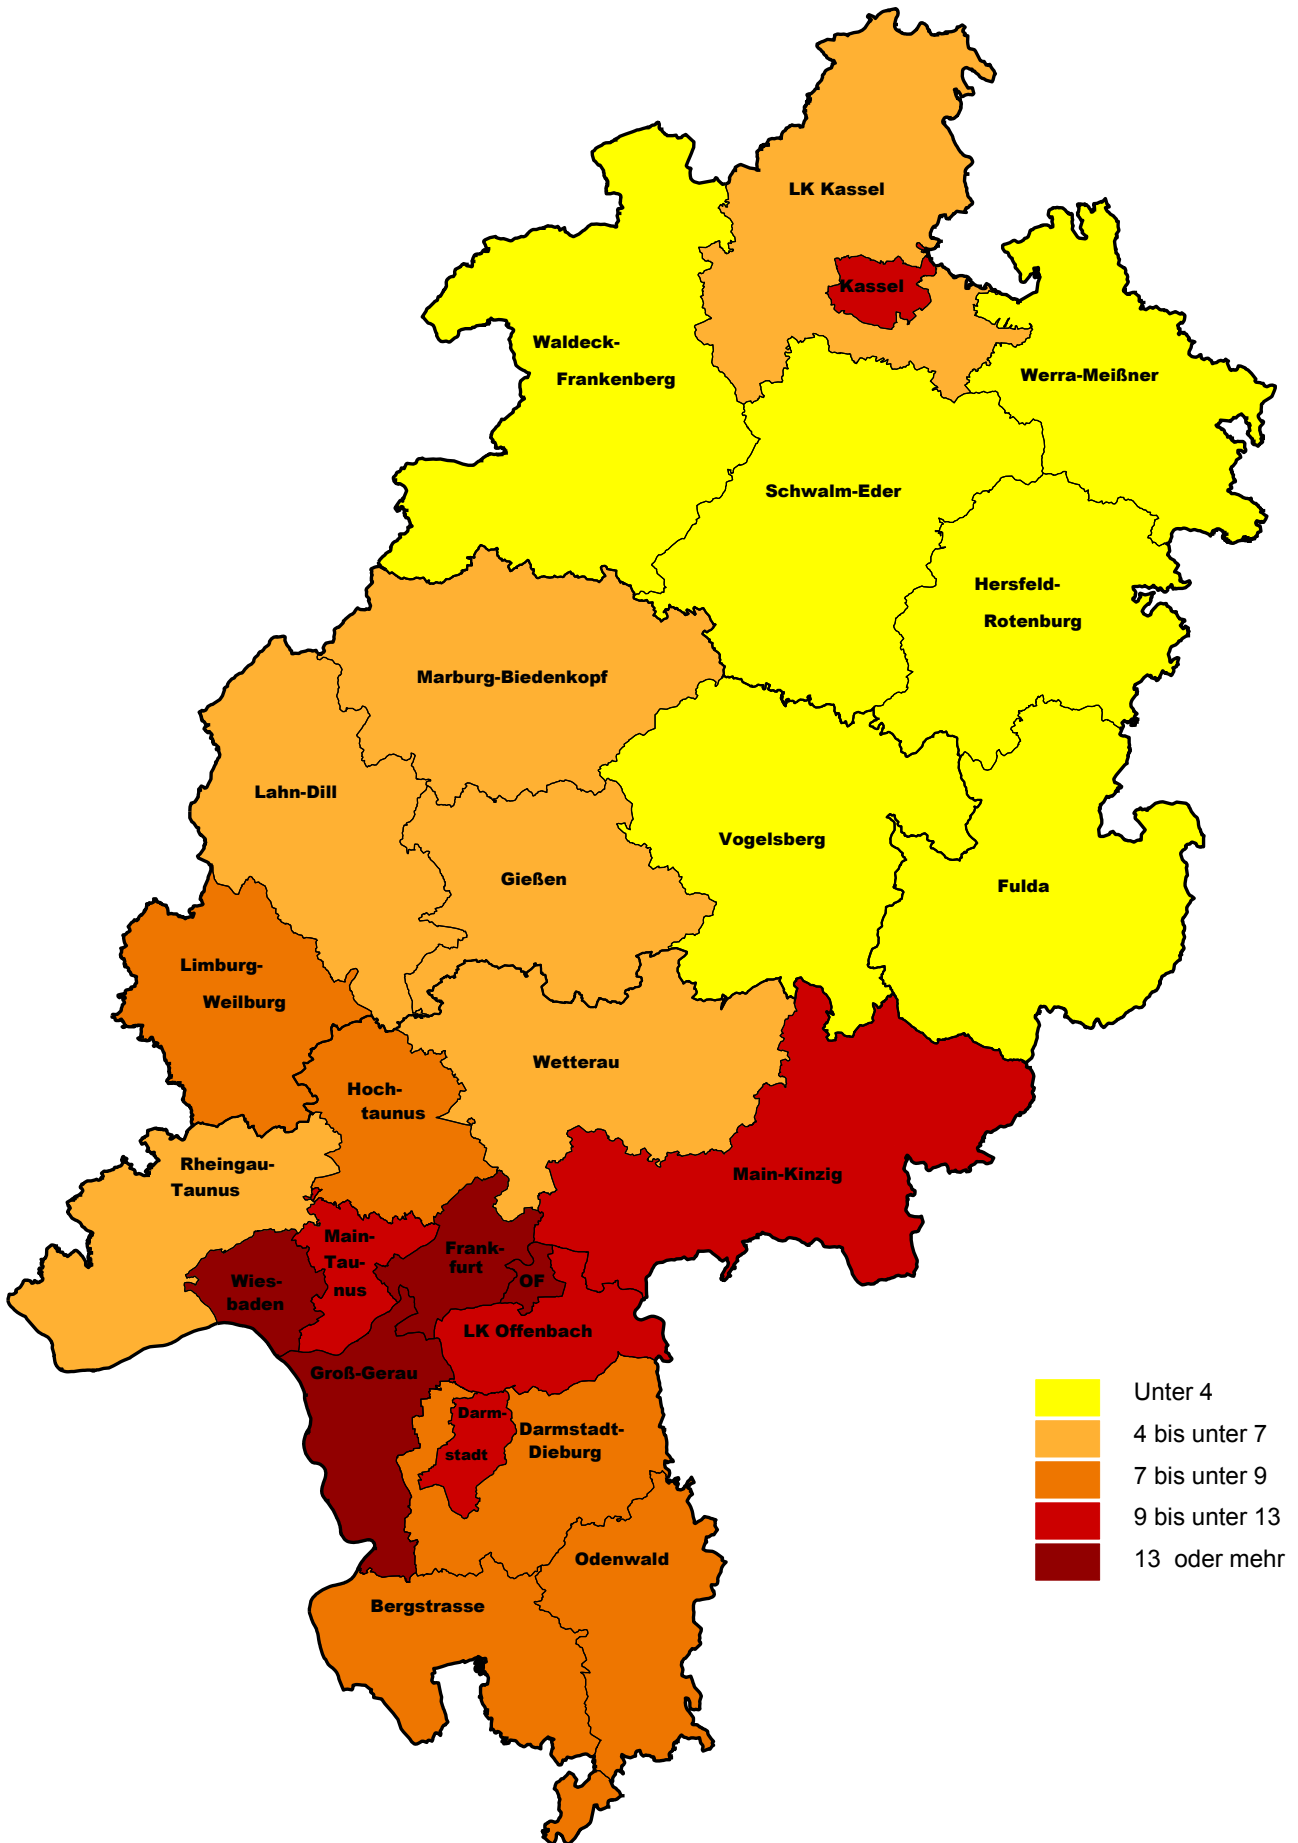 LK Kassel
Kassel
Waldeck-
Frankenberg
Werra-Meißner
Schwalm-Eder
Hersfeld-
Rotenburg
Marburg-Biedenkopf
Lahn-Dill
Vogelsberg
Gießen
Fulda
Limburg-
Weilburg
Wetterau
Hoch-
taunus
Rheingau-
Taunus
Main-Kinzig
Main-
Tau-
nus
Frank-
furt
OF
Wies-
baden
LK Offenbach
Groß-Gerau
Darm-
stadt
Darmstadt-
Dieburg
Odenwald
Bergstrasse
Unter 4
4 bis unter 7
7 bis unter 9
9 bis unter 13
13 oder mehr